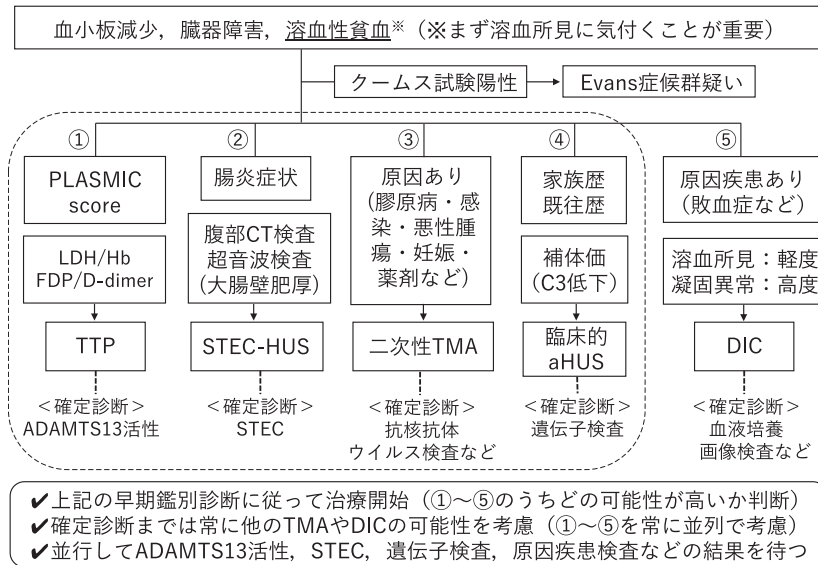 血小板減少，臓器障害，溶血性貧血※（※まず溶血所見に気付くことが重要）
クームス試験陽性
Evans症候群疑い
①
PLASMIC
score
LDH/Hb
FDP/D-dimer
TTP
＜確定診断＞
ADAMTS13活性
②
腸炎症状
腹部CT検査
超音波検査
(大腸壁肥厚)
STEC-HUS
＜確定診断＞
STEC
③
原因あり
(膠原病・感
染・悪性腫
瘍・妊娠・
薬剤など)
二次性TMA
＜確定診断＞
抗核抗体
ウイルス検査など
④
家族歴
既往歴
補体価
(C3低下)
臨床的
aHUS
＜確定診断＞
遺伝子検査
⑤
原因疾患あり
(敗血症など)
溶血所見：軽度
凝固異常：高度
DIC
＜確定診断＞
血液培養
画像検査など
✔上記の早期鑑別診断に従って治療開始（①～⑤のうちどの可能性が高いか判断）
✔確定診断までは常に他のTMAやDICの可能性を考慮（①～⑤を常に並列で考慮）
✔並行してADAMTS13活性，STEC，遺伝子検査，原因疾患検査などの結果を待つ